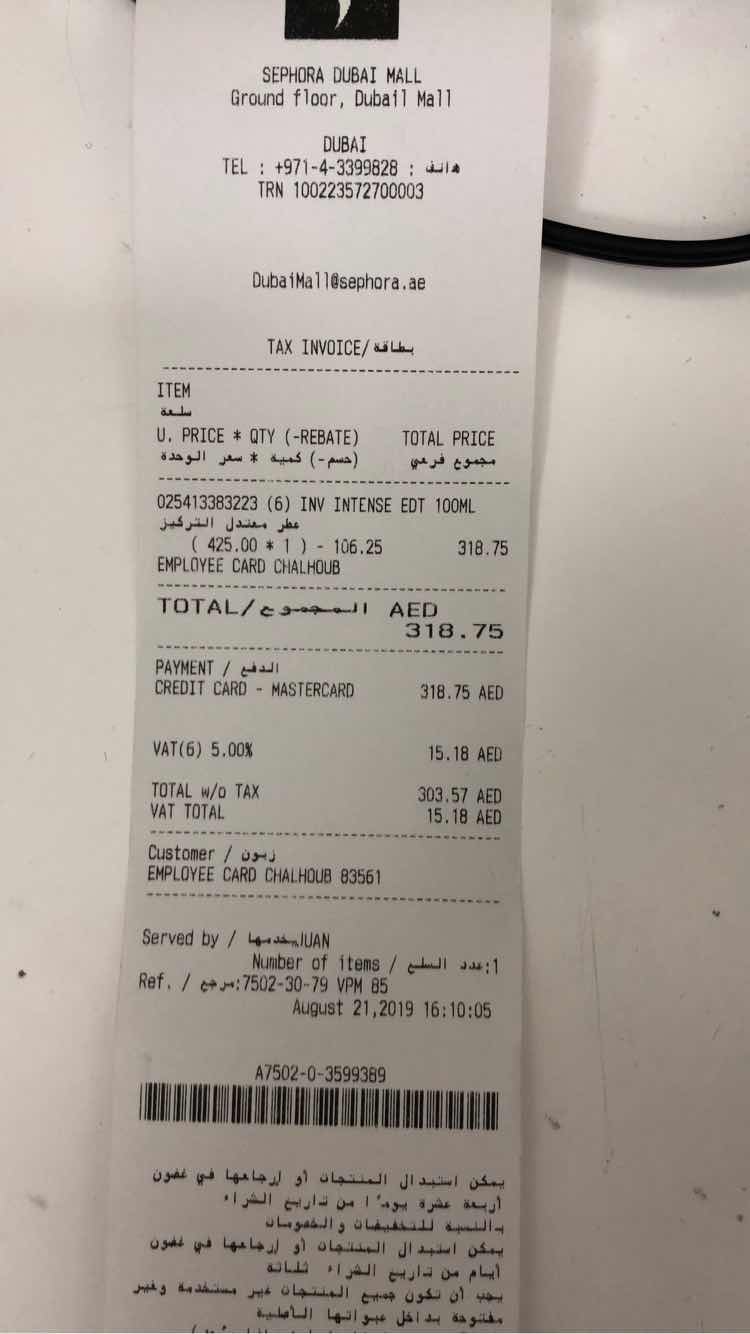 SEPHORA DUBAI MALL
Ground floor, Dubail Mall
DUBAI
TEL : +971-4-3399828 : هاتف
TRN 100223572700003
DubaiMall@sephora.ae
TAX INVOICE/بطاقة
ITEM
سلعة
U. PRICE * QTY (-REBATE) TOTAL PRICE
(حسم-) كمية * سعر الوحدة مجموع فرعي
025413383223 (6) INV INTENSE EDT 100ML
عطر معتدل التركيز
( 425.00 * 1 ) - 106.25 318.75
EMPLOYEE CARD CHALHOUB
TOTAL/المجموع AED
318.75
PAYMENT / الدفع
CREDIT CARD - MASTERCARD 318.75 AED
VAT(6) 5.00% 15.18 AED
TOTAL w/o TAX 303.57 AED
VAT TOTAL 15.18 AED
Customer / زبون
EMPLOYEE CARD CHALHOUB 83561
Served by / يخدمها JUAN
Number of items / عدد السلع:1
Ref. / مرجع:7502-30-79 VPM 85
August 21,2019 16:10:05
A7502-0-3599389
يمكن استبدال المنتجات أو إرجاعها في غضون
أربعة عشرة يومًا من تاريخ الشراء
بالنسبة للتخفيضات والخصومات
يمكن استبدال المنتجات أو إرجاعها في غضون
أيام من تاريخ الشراء ثلاثة
يجب أن تكون جميع المنتجات غير مستخدمة وغير
مفتوحة بداخل عبواتها الأصلية